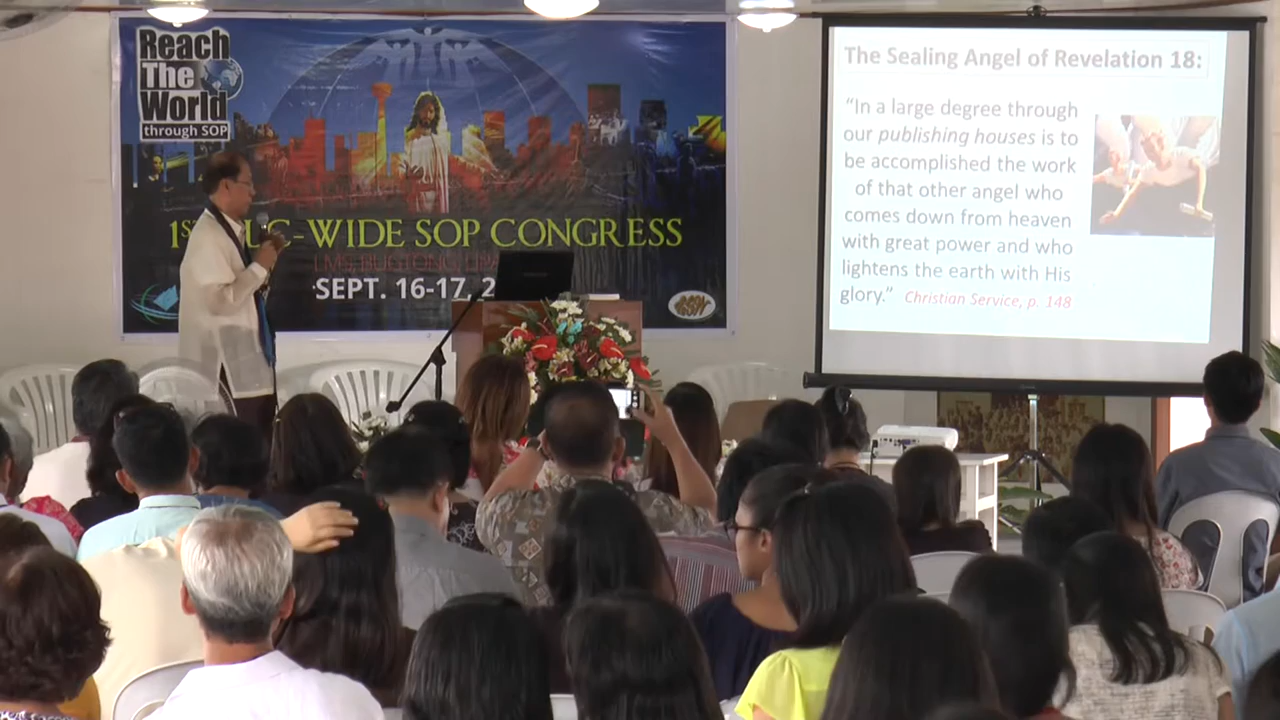 Reach
The
World
through SOP
-WIDE SOP CONGRESS
SEPT. 16-17, 2
The Sealing Angel of Revelation 18:
“In a large degree through
our publishing houses is to
be accomplished the work
of that other angel who
comes down from heaven
with great power and who
lightens the earth with His
glory.” Christian Service, p. 148